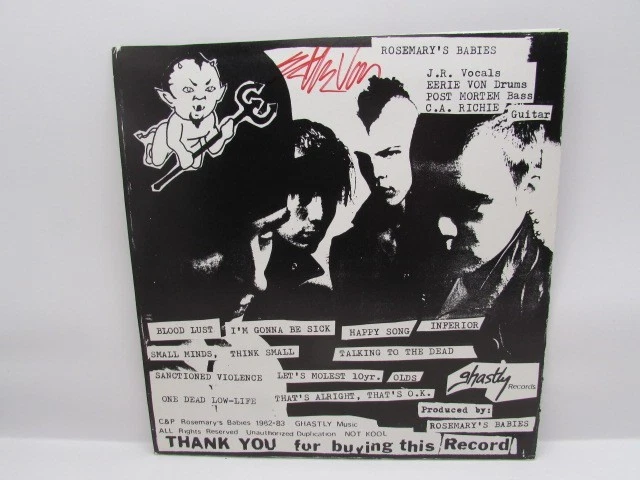 Eerie Von
ROSEMARY'S BABIES
J.R. Vocals
EERIE VON Drums
POST MORTEM Bass
C.A. RICHIE
Guitar
BLOOD LUST I'M GONNA BE SICK HAPPY SONG INFERIOR
SMALL MINDS, THINK SMALL TALKING TO THE DEAD
SANCTIONED VIOLENCE LET'S MOLEST 10yr. OLDS
ONE DEAD LOW-LIFE THAT'S ALRIGHT, THAT'S O.K.
ghastly Records
Produced by:
ROSEMARY'S BABIES
C&P Rosemary's Babies 1982-83 GHASTLY Music
ALL Rights Reserved Unauthorized Duplication NOT KOOL
THANK YOU for buying this Record